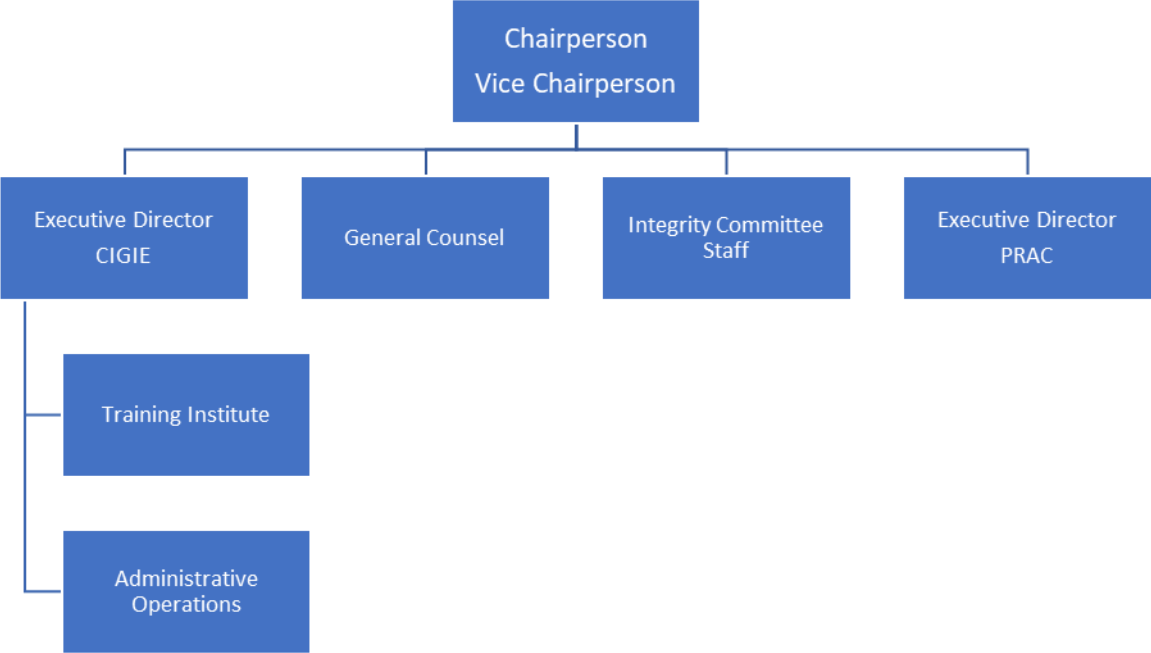 Chairperson
Vice Chairperson
Executive Director
CIGIE
General Counsel
Integrity Committee
Staff
Executive Director
PRAC
Training Institute
Administrative
Operations